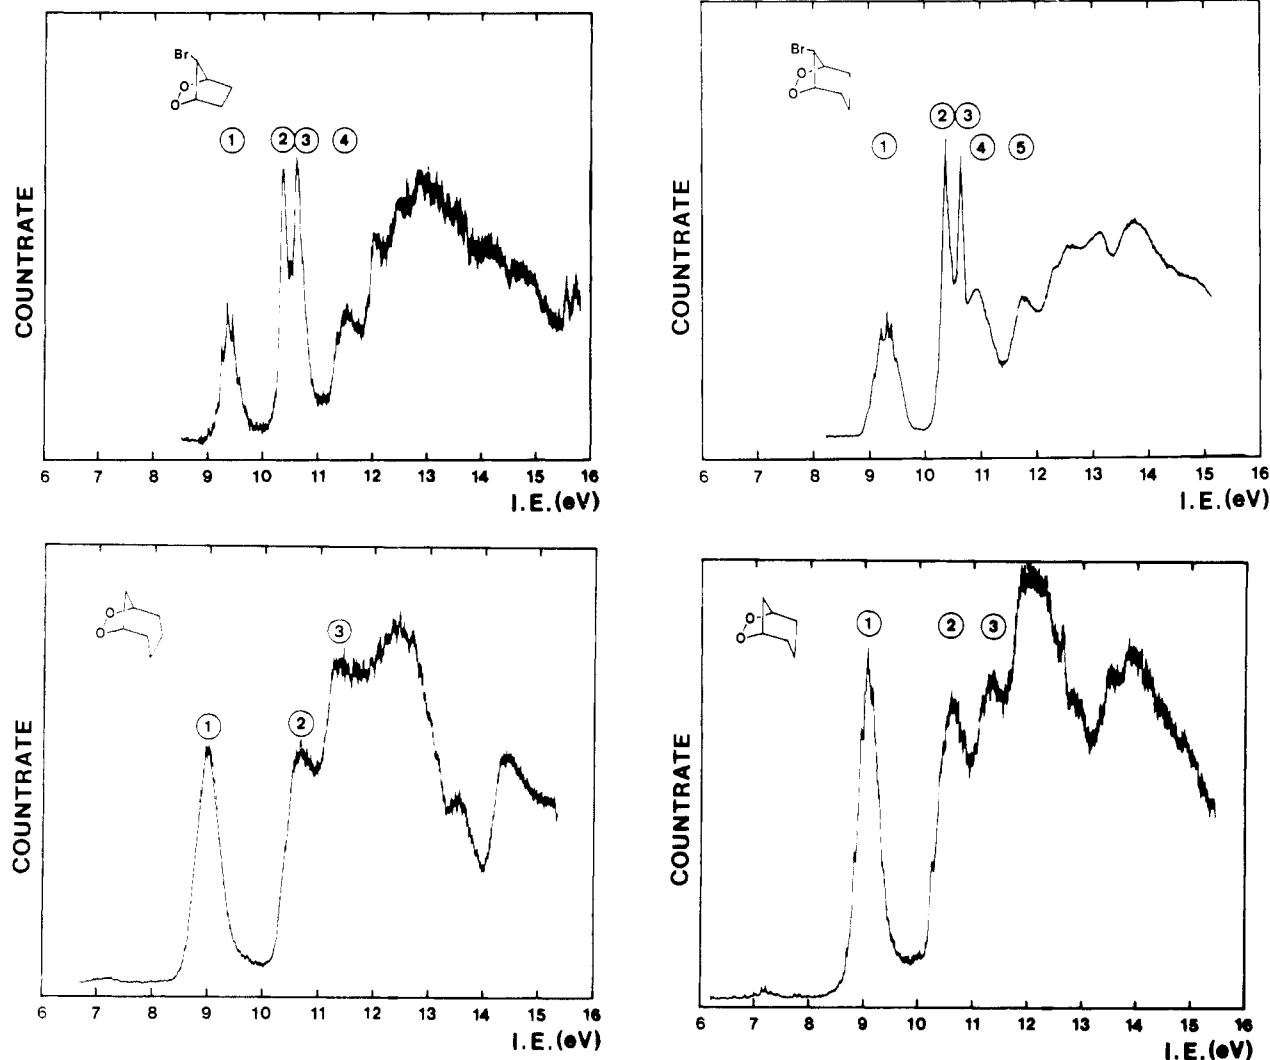 Br
O
O
① ② ③ ④
COUNTRATE
6 7 8 9 10 11 12 13 14 15 16
I.E.(eV)
Br
O
O
② ③
① ④ ⑤
COUNTRATE
6 7 8 9 10 11 12 13 14 15 16
I.E.(eV)
O
O
③
① ②
COUNTRATE
6 7 8 9 10 11 12 13 14 15 16
I.E.(eV)
O
O
① ② ③
COUNTRATE
6 7 8 9 10 11 12 13 14 15 16
I.E.(eV)